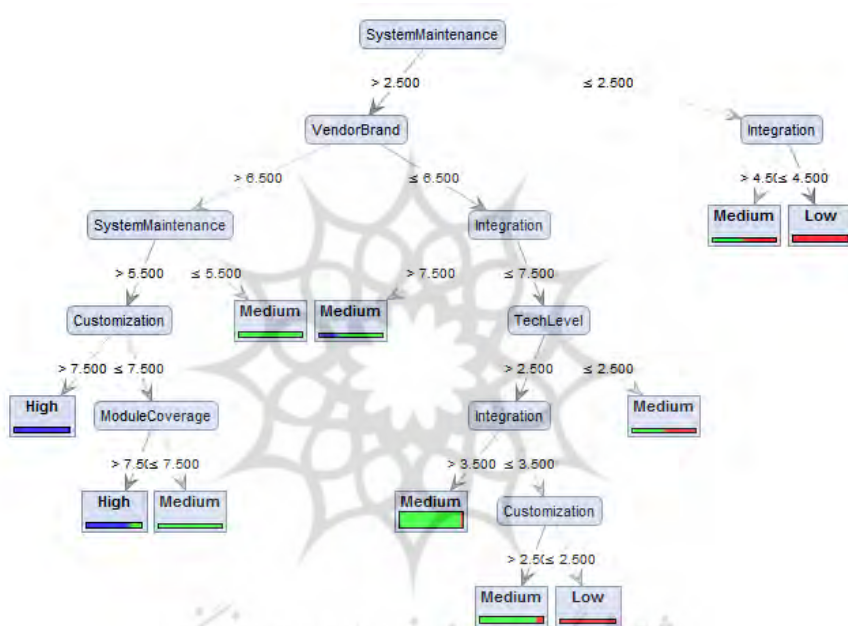 SystemMaintenance
> 2.500 ≤ 2.500
VendorBrand Integration
> 6.500 ≤ 6.500 > 4.50(≤ 4.500
SystemMaintenance Integration Medium Low
> 5.500 ≤ 5.500 > 7.500 ≤ 7.500
Customization Medium Medium TechLevel
> 7.500 ≤ 7.500 > 2.500 ≤ 2.500
High ModuleCoverage Integration Medium
> 7.50(≤ 7.500 > 3.500 ≤ 3.500
High Medium Medium Customization
> 2.50(≤ 2.500
Medium Low